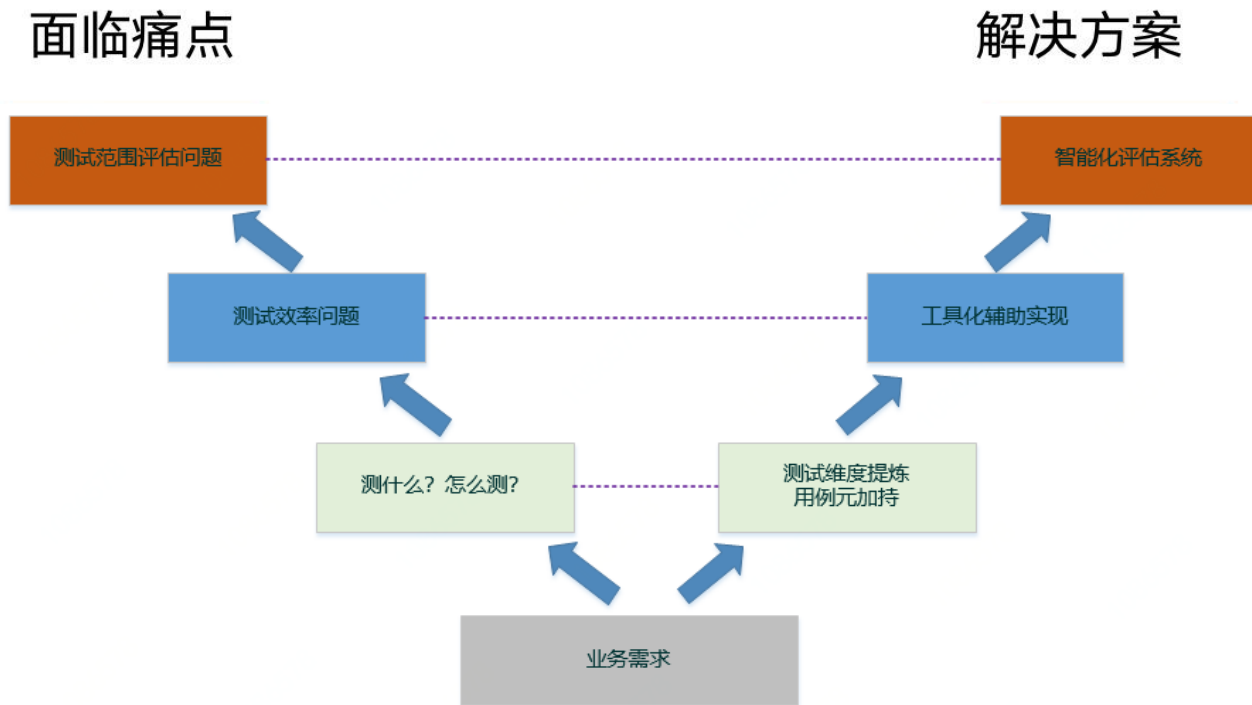 面临痛点
解决方案
测试范围评估问题
智能化评估系统
测试效率问题
工具化辅助实现
测什么？怎么测？
测试维度提炼
用例元加持
业务需求